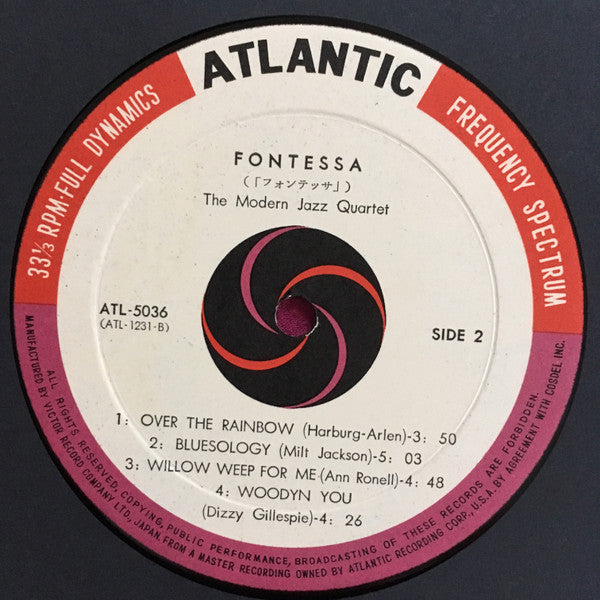 ATLANTIC
33⅓ RPM·FULL DYNAMICS
FREQUENCY SPECTRUM
FONTESSA
(「フォンテッサ」)
The Modern Jazz Quartet
ATL-5036
(ATL-1231-B)
SIDE 2
1: OVER THE RAINBOW (Harburg-Arlen)-3: 50
2: BLUESOLOGY (Milt Jackson)-5: 03
3: WILLOW WEEP FOR ME (Ann Ronell)-4: 48
4: WOODYN YOU
(Dizzy Gillespie)-4: 26
ALL RIGHTS RESERVED, COPYING, PUBLIC PERFORMANCE, BROADCASTING OF THESE RECORDS ARE FORBIDDEN.
MANUFACTURED BY VICTOR RECORD COMPANY LTD., JAPAN, FROM A MASTER RECORDING OWNED BY ATLANTIC RECORDING CORP., U.S.A. BY AGREEMENT WITH COSDEL INC.